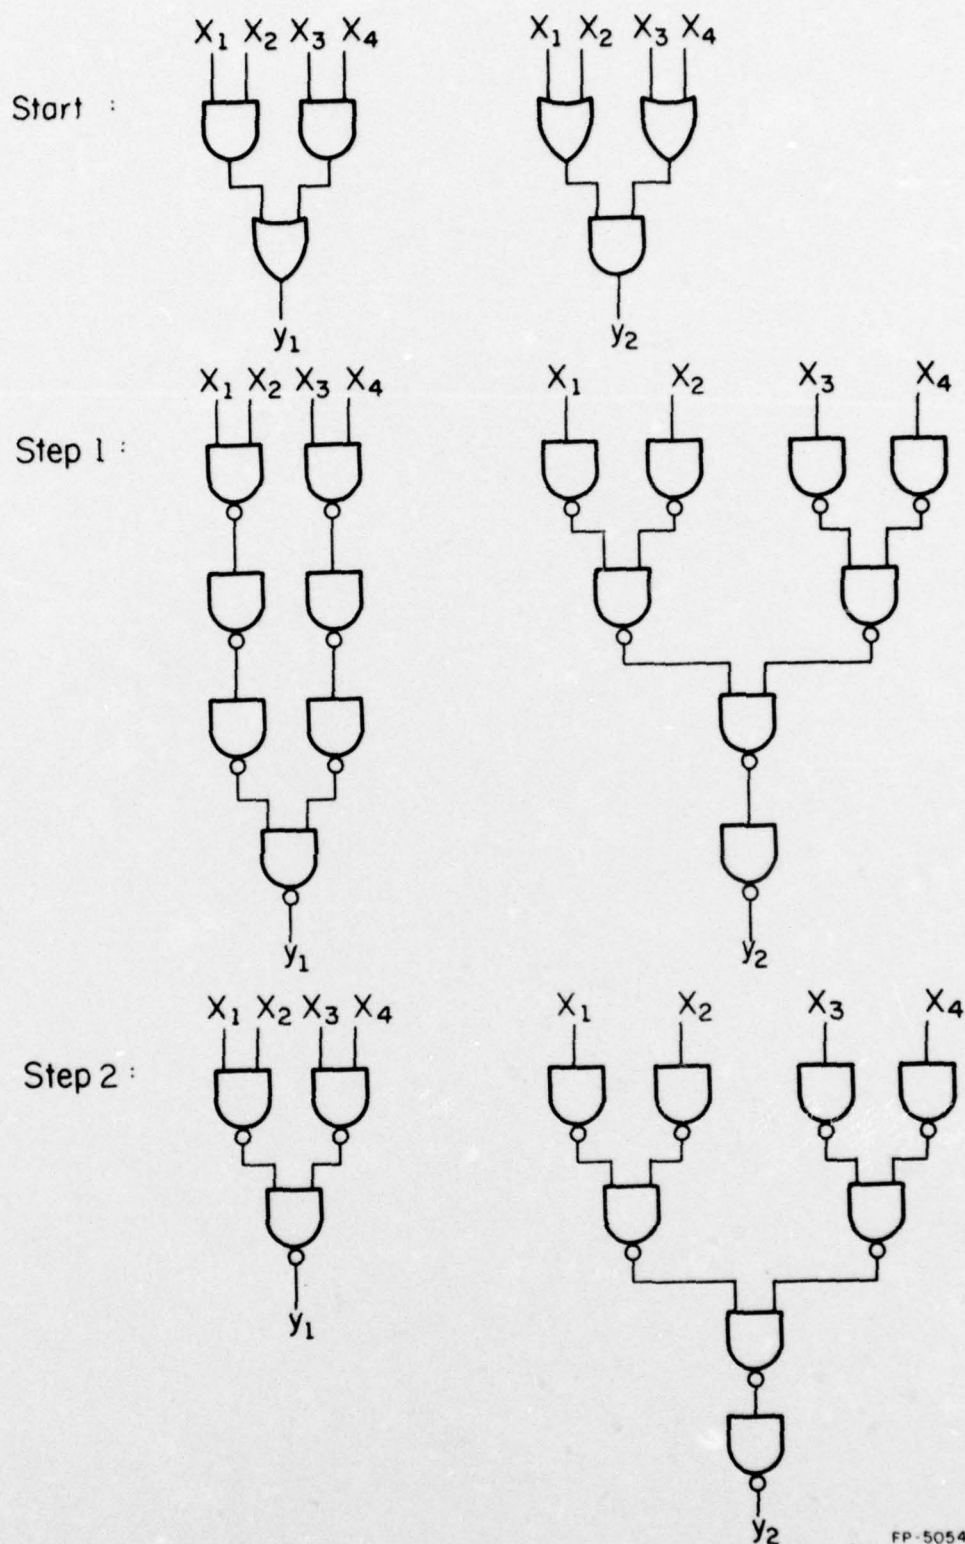 X₁ X₂ X₃ X₄ X₁ X₂ X₃ X₄
Start :
y₁ y₂
X₁ X₂ X₃ X₄ X₁ X₂ X₃ X₄
Step 1 :
y₁ y₂
X₁ X₂ X₃ X₄ X₁ X₂ X₃ X₄
Step 2 :
y₁
y₂
FP-5054